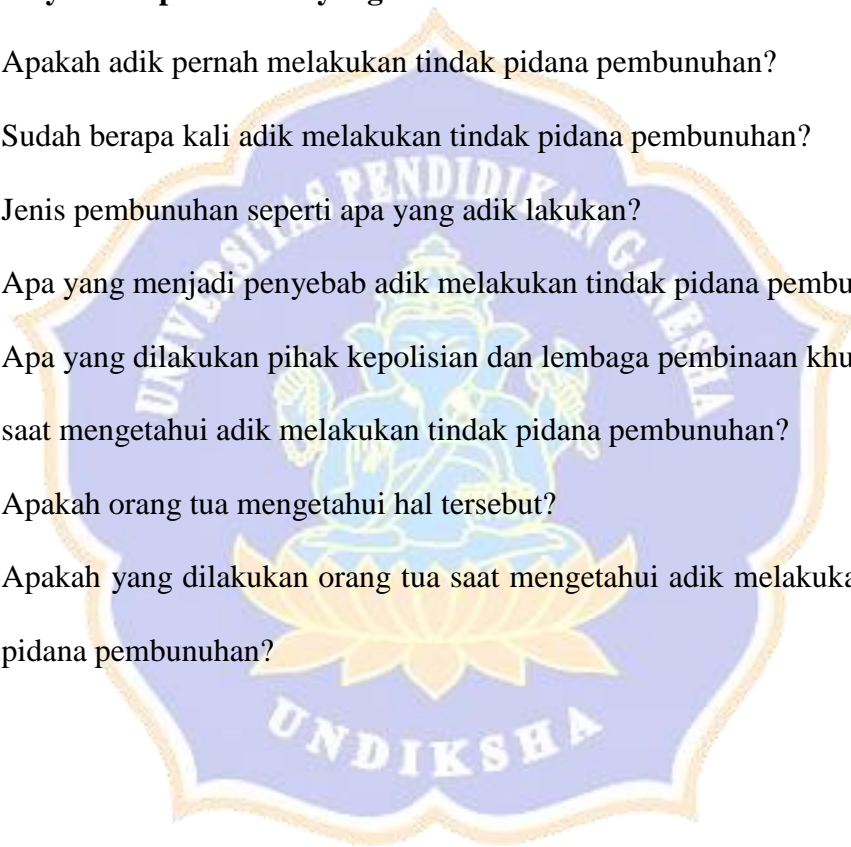 Apakah adik pernah melakukan tindak pidana pembunuhan?
Sudah berapa kali adik melakukan tindak pidana pembunuhan?
Jenis pembunuhan seperti apa yang adik lakukan?
Apa yang menjadi penyebab adik melakukan tindak pidana pembu
Apa yang dilakukan pihak kepolisian dan lembaga pembinaan khu
saat mengetahui adik melakukan tindak pidana pembunuhan?
Apakah orang tua mengetahui hal tersebut?
Apakah yang dilakukan orang tua saat mengetahui adik melakuka
pidana pembunuhan?
UNIVERSITAS PENDIDIKAN GANESHA
UNDIKSHA